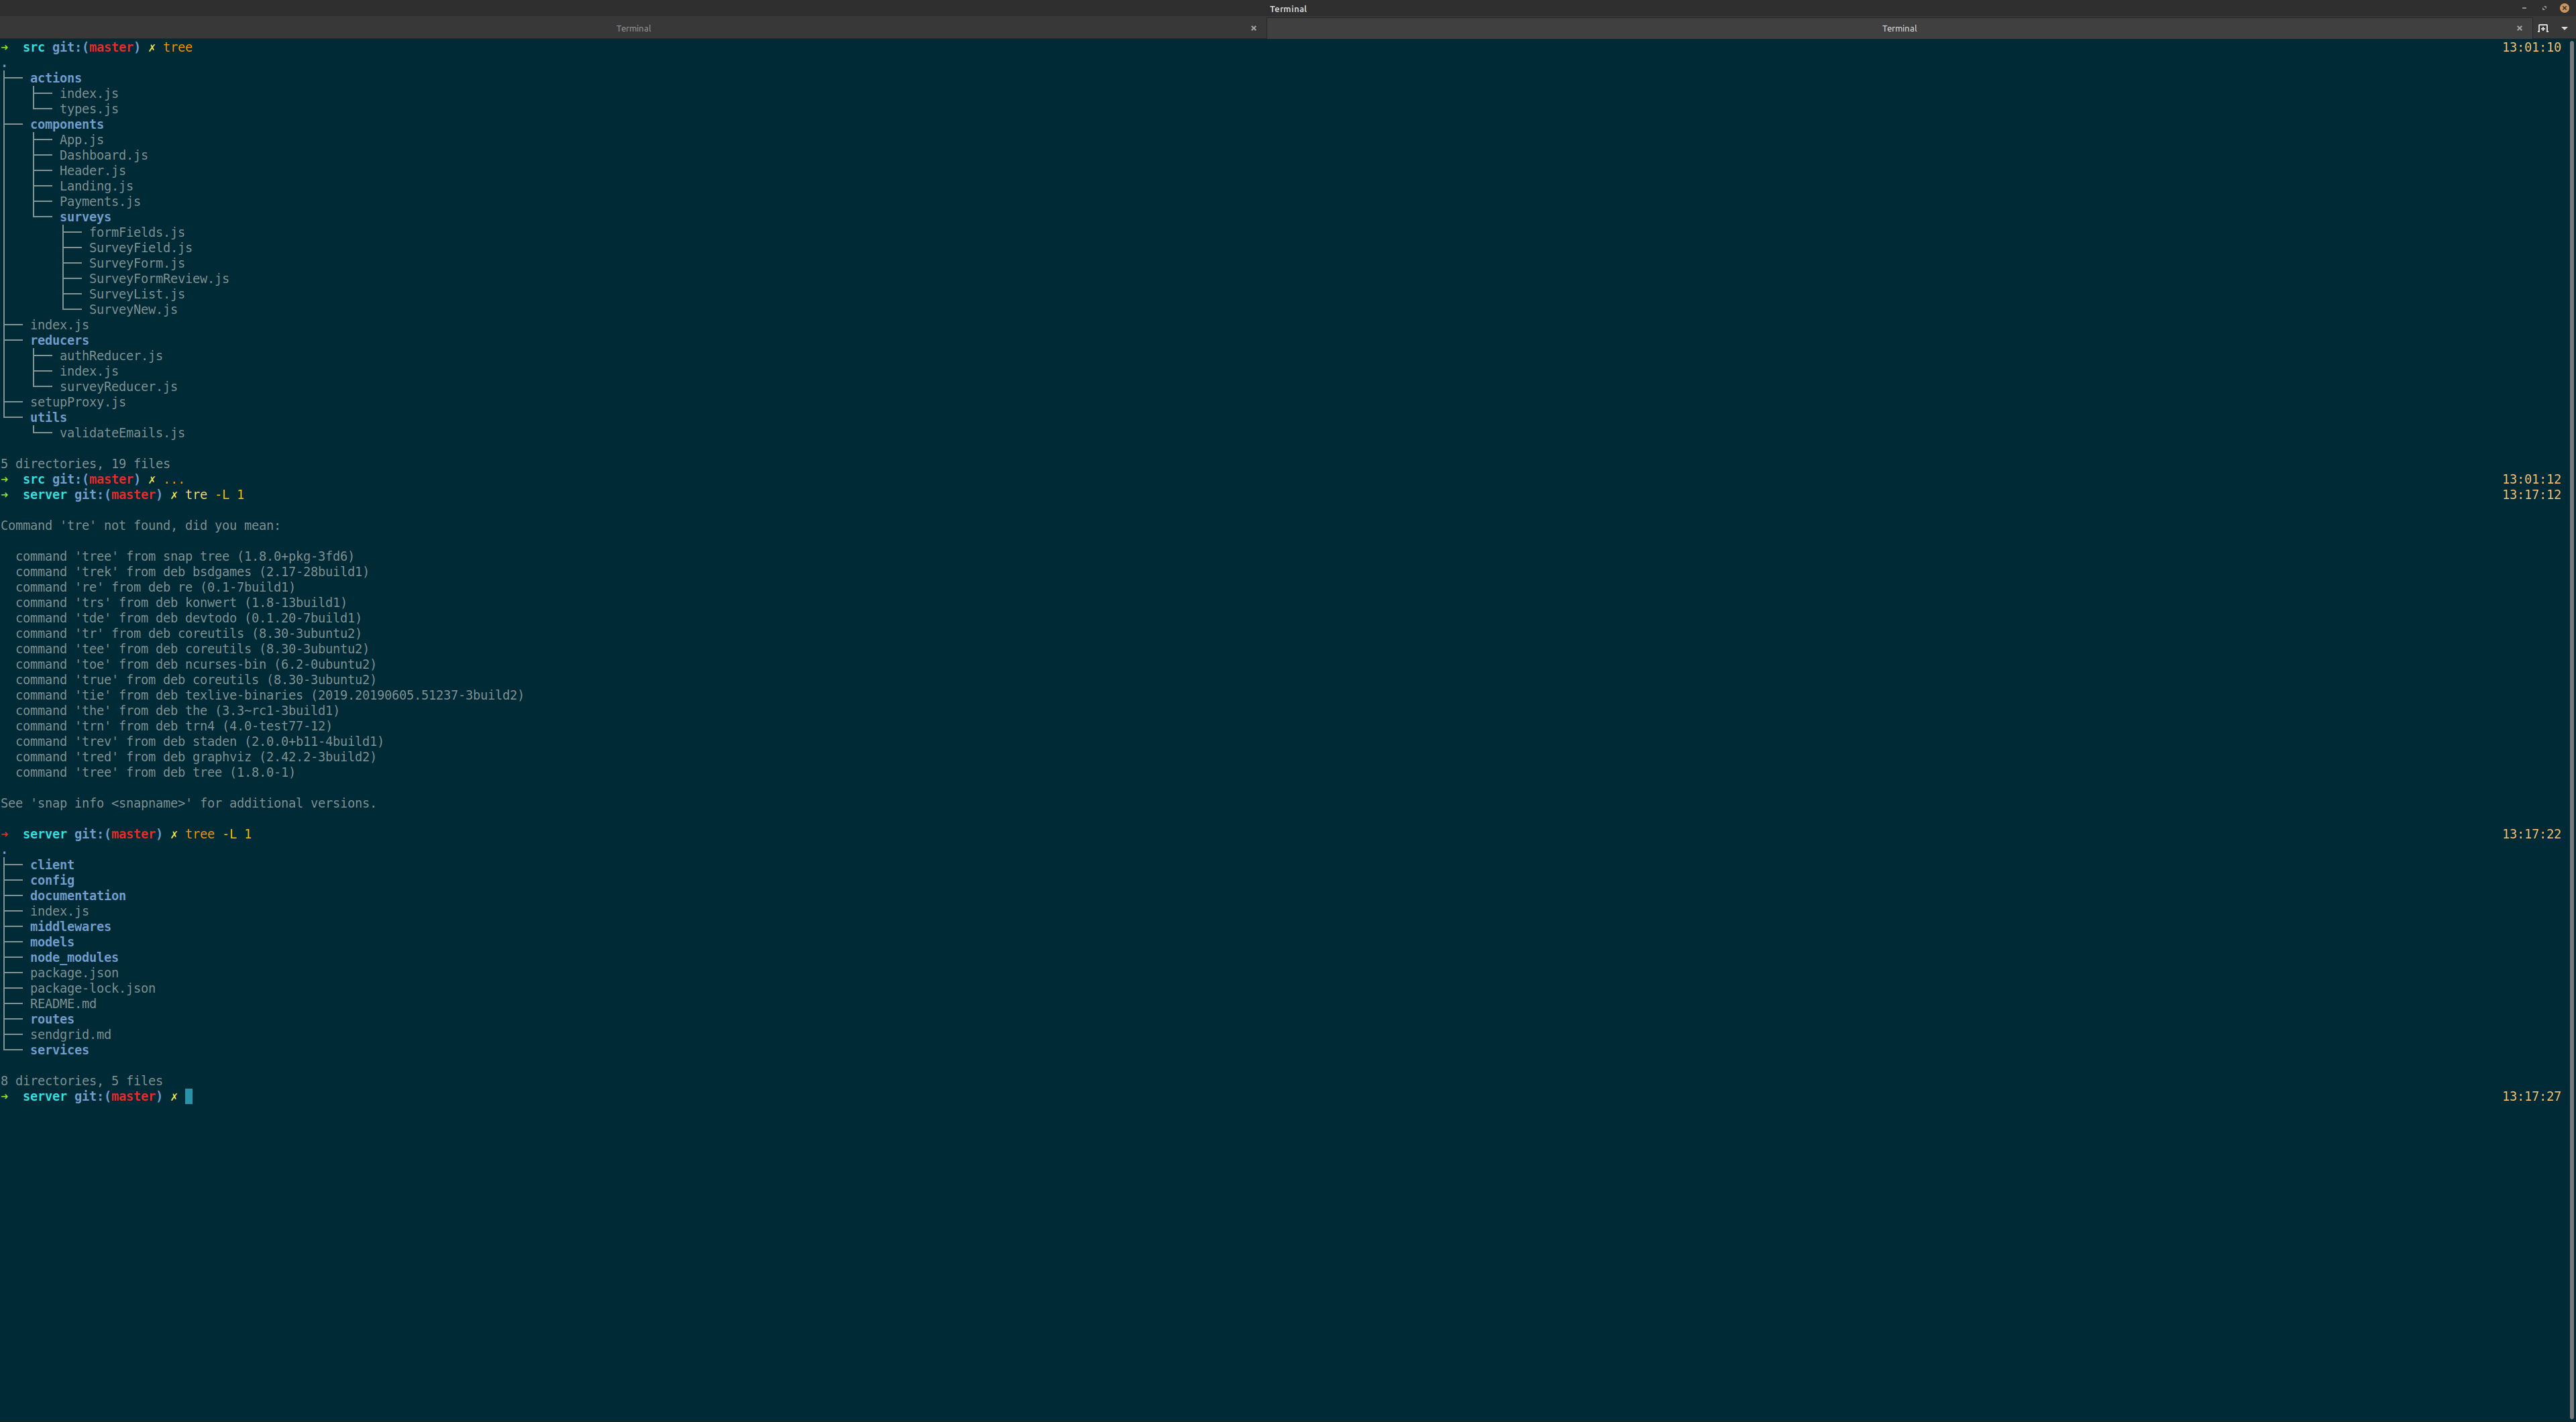 Terminal
Terminal Terminal
➜  src git:(master) ✗ tree 13:01:10
.
├── actions
│   ├── index.js
│   └── types.js
├── components
│   ├── App.js
│   ├── Dashboard.js
│   ├── Header.js
│   ├── Landing.js
│   ├── Payments.js
│   └── surveys
│       ├── formFields.js
│       ├── SurveyField.js
│       ├── SurveyForm.js
│       ├── SurveyFormReview.js
│       ├── SurveyList.js
│       └── SurveyNew.js
├── index.js
├── reducers
│   ├── authReducer.js
│   ├── index.js
│   └── surveyReducer.js
├── setupProxy.js
└── utils
    └── validateEmails.js
5 directories, 19 files
➜  src git:(master) ✗ ... 13:01:12
➜  server git:(master) ✗ tre -L 1 13:17:12
Command 'tre' not found, did you mean:
  command 'tree' from snap tree (1.8.0+pkg-3fd6)
  command 'trek' from deb bsdgames (2.17-28build1)
  command 're' from deb re (0.1-7build1)
  command 'trs' from deb konwert (1.8-13build1)
  command 'tde' from deb devtodo (0.1.20-7build1)
  command 'tr' from deb coreutils (8.30-3ubuntu2)
  command 'tee' from deb coreutils (8.30-3ubuntu2)
  command 'toe' from deb ncurses-bin (6.2-0ubuntu2)
  command 'true' from deb coreutils (8.30-3ubuntu2)
  command 'tie' from deb texlive-binaries (2019.20190605.51237-3build2)
  command 'the' from deb the (3.3~rc1-3build1)
  command 'trn' from deb trn4 (4.0-test77-12)
  command 'trev' from deb staden (2.0.0+b11-4build1)
  command 'tred' from deb graphviz (2.42.2-3build2)
  command 'tree' from deb tree (1.8.0-1)
See 'snap info <snapname>' for additional versions.
➜  server git:(master) ✗ tree -L 1 13:17:22
.
├── client
├── config
├── documentation
├── index.js
├── middlewares
├── models
├── node_modules
├── package.json
├── package-lock.json
├── README.md
├── routes
├── sendgrid.md
└── services
8 directories, 5 files
➜  server git:(master) ✗ 13:17:27